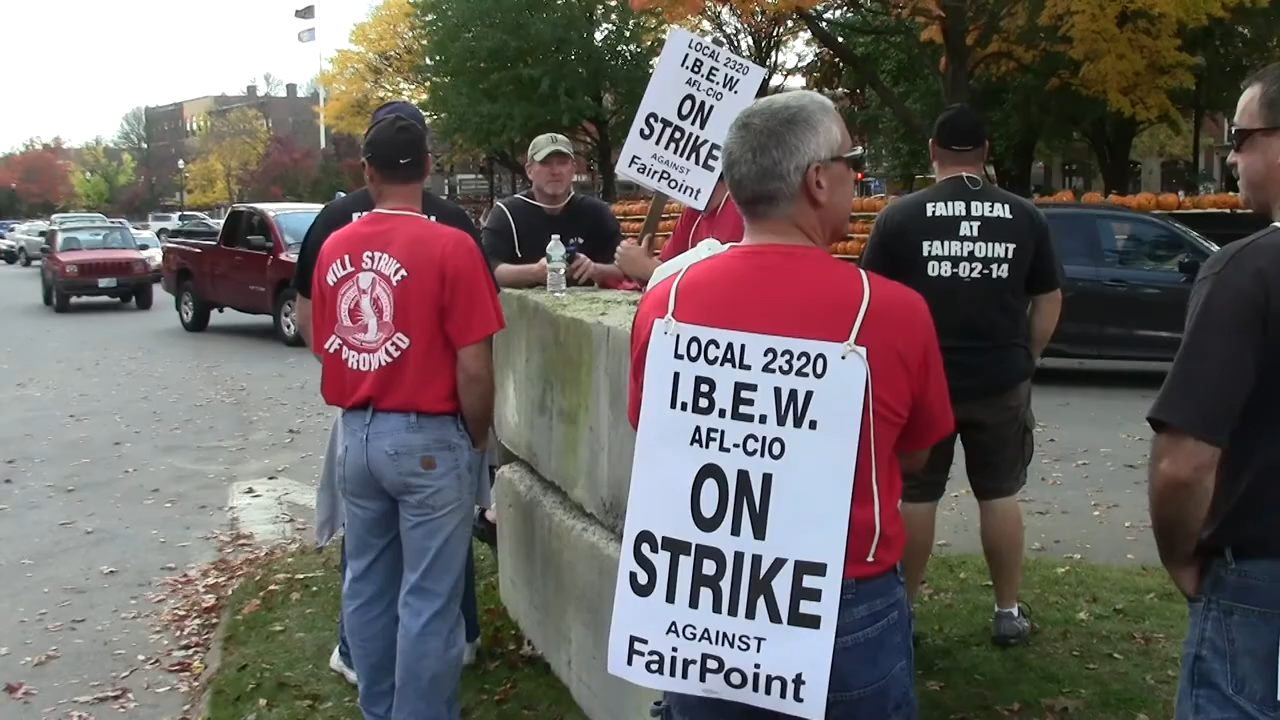 LOCAL 2320
I.B.E.W.
AFL-CIO
ON
STRIKE
AGAINST
FairPoint
WILL STRIKE
IF PROVOKED
FAIR DEAL
AT
FAIRPOINT
08-02-14
LOCAL 2320
I.B.E.W.
AFL-CIO
ON
STRIKE
AGAINST
FairPoint